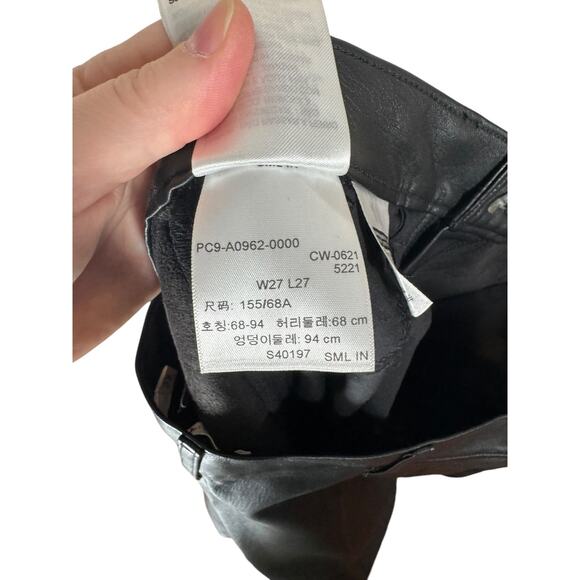 PC9-A0962-0000
CW-0621
5221
W27 L27
尺码: 155/68A
호칭:68-94 허리둘레:68 cm
엉덩이둘레: 94 cm
S40197 SML IN